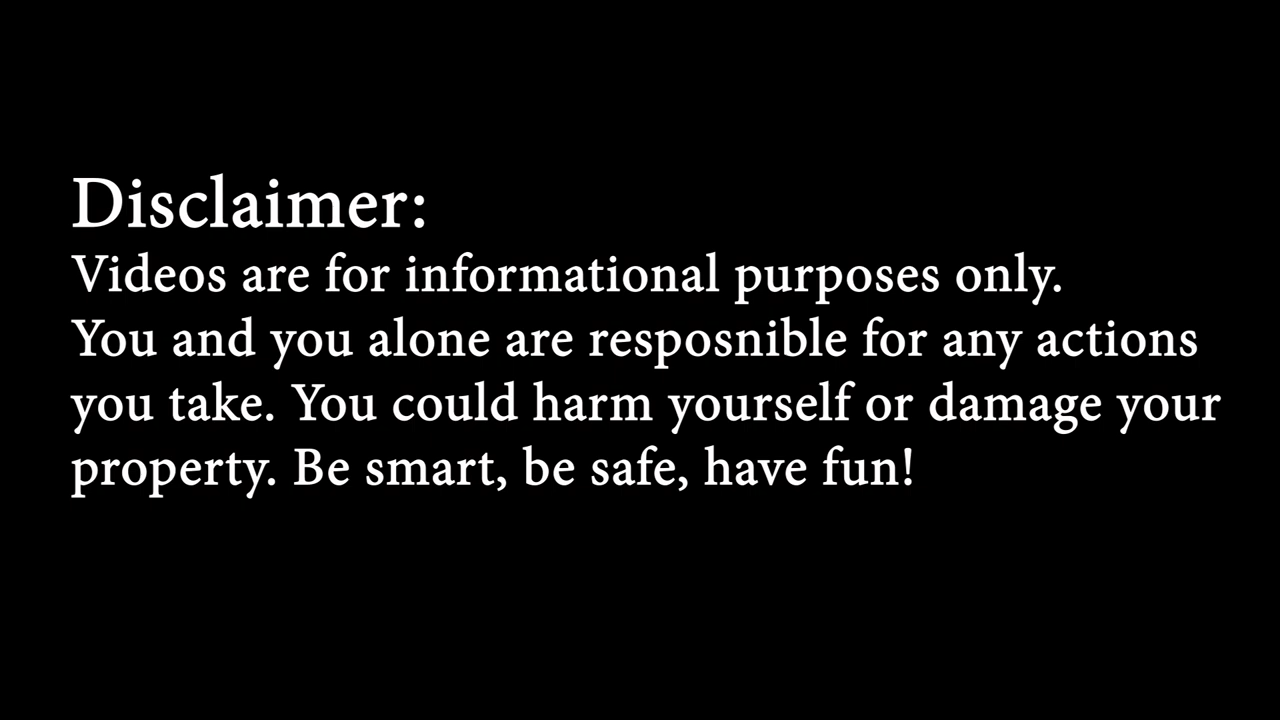 Disclaimer:
Videos are for informational purposes only.
You and you alone are resposnible for any actions
you take. You could harm yourself or damage your
property. Be smart, be safe, have fun!